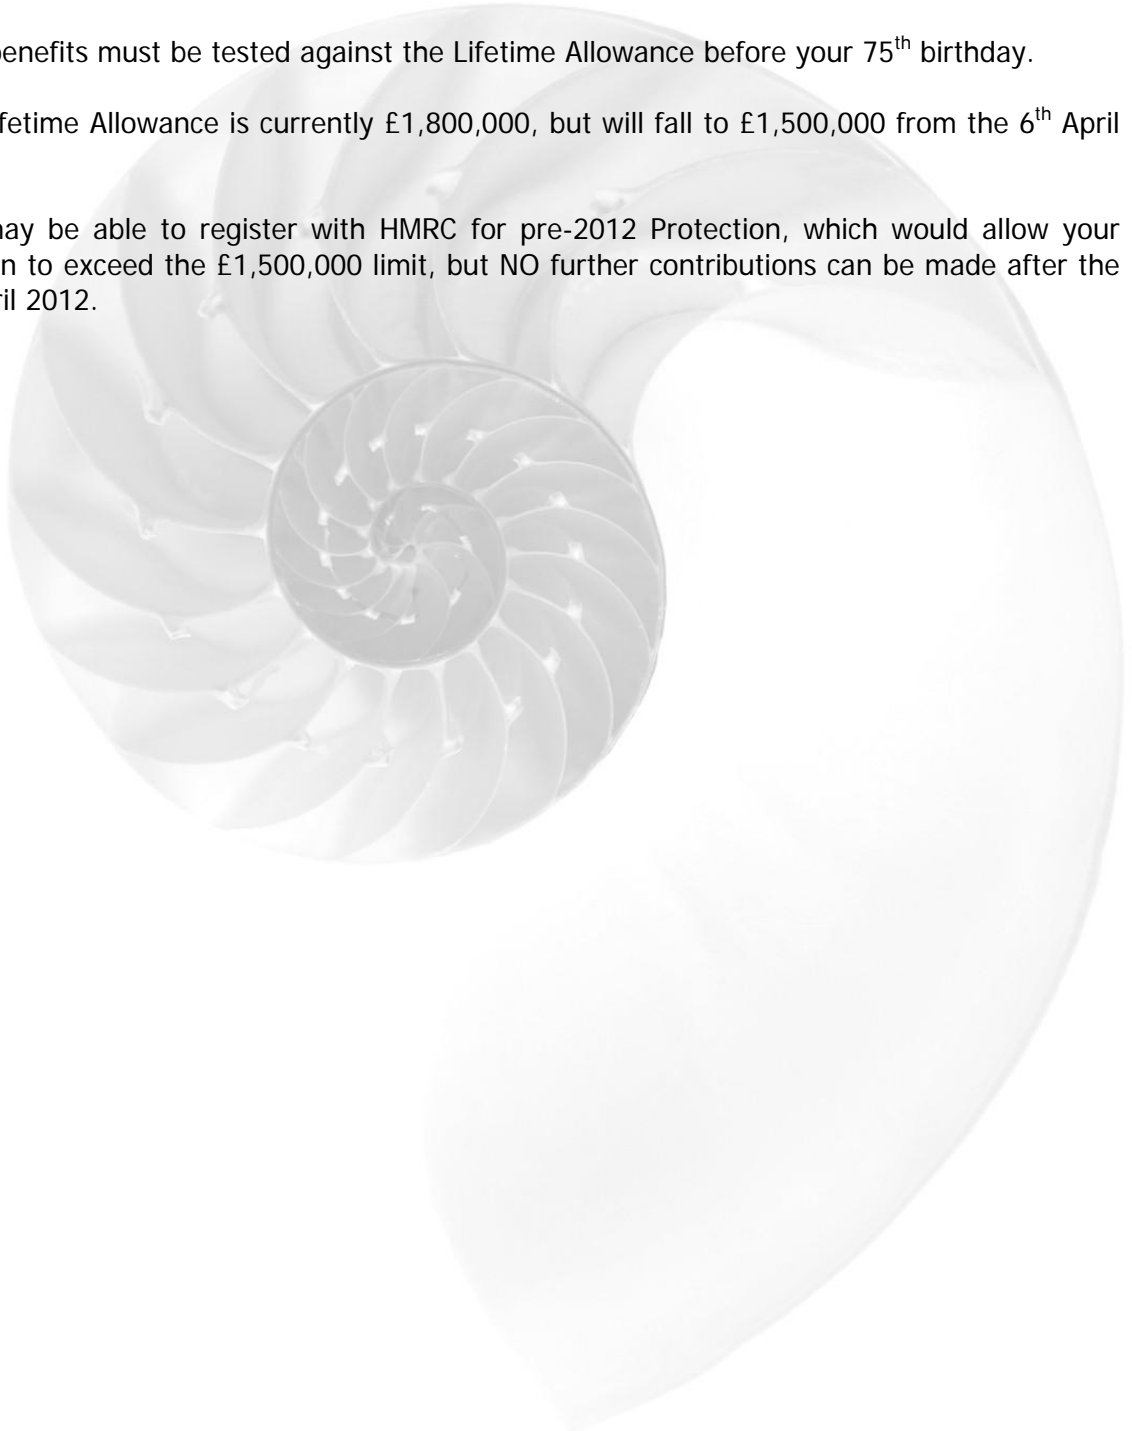 benefits must be tested against the Lifetime Allowance before your 75th birthday.
fetime Allowance is currently £1,800,000, but will fall to £1,500,000 from the 6th April
may be able to register with HMRC for pre-2012 Protection, which would allow your
n to exceed the £1,500,000 limit, but NO further contributions can be made after the
ril 2012.